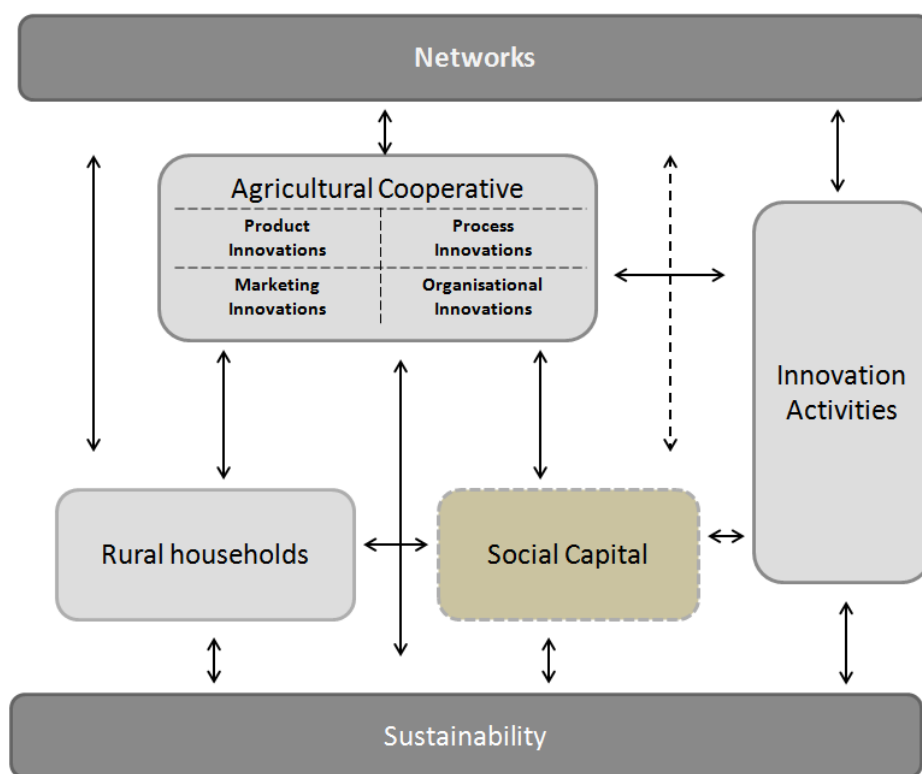 Networks
Agricultural Cooperative
Product
Innovations
Process
Innovations
Marketing
Innovations
Organisational
Innovations
Innovation
Activities
Rural households
Social Capital
Sustainability